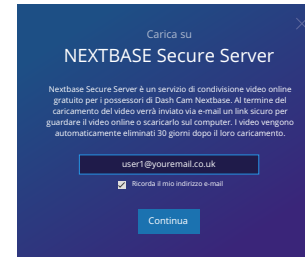 Carica su
NEXTBASE Secure Server
Nextbase Secure Server è un servizio di condivisione video online
gratuito per i possessori di Dash Cam Nextbase. Al termine del
caricamento del video verrà inviato via e-mail un link sicuro per
guardare il video online o scaricarlo sul computer. I video vengono
automaticamente eliminati 30 giorni dopo il loro caricamento.
user1@youremail.co.uk
Ricorda il mio indirizzo e-mail
Continua